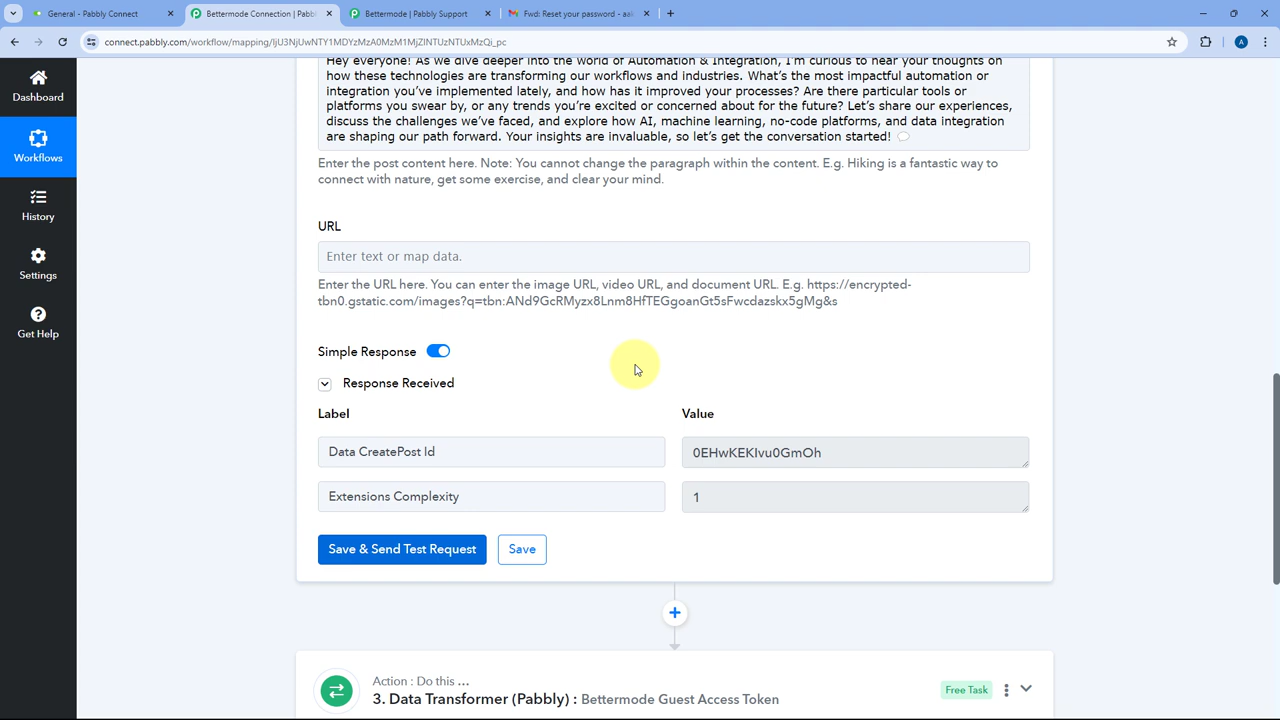 General - Pabbly Connect
Bettermode Connection | Pabbl
Bettermode | Pabbly Support
Fwd: Reset your password - aa
connect.pabbly.com/workflow/mapping/
Dashboard
Workflows
History
Settings
Get Help
Hey everyone! As we dive deeper into the world of Automation & Integration, I'm curious to hear your thoughts on
how these technologies are transforming our workflows and industries. What's the most impactful automation or
integration you've implemented lately, and how has it improved your processes? Are there particular tools or
platforms you swear by, or any trends you're excited or concerned about for the future? Let's share our experiences,
discuss the challenges we've faced, and explore how AI, machine learning, no-code platforms, and data integration
are shaping our path forward. Your insights are invaluable, so let's get the conversation started! 💬
Enter the post content here. Note: You cannot change the paragraph within the content. E.g. Hiking is a fantastic way to
connect with nature, get some exercise, and clear your mind.
URL
Enter text or map data.
Enter the URL here. You can enter the image URL, video URL, and document URL. E.g. https://encrypted-
tbn0.gstatic.com/images?q=tbn:ANd9GcRMyzx8Lnm8HfTEGgoanGt5sFwcdazskx5gMg&s
Simple Response
Response Received
Label Value
Data CreatePost Id 0EHwKEKIvu0GmOh
Extensions Complexity 1
Save & Send Test Request Save
Action : Do this ...
3. Data Transformer (Pabbly) : Bettermode Guest Access Token
Free Task